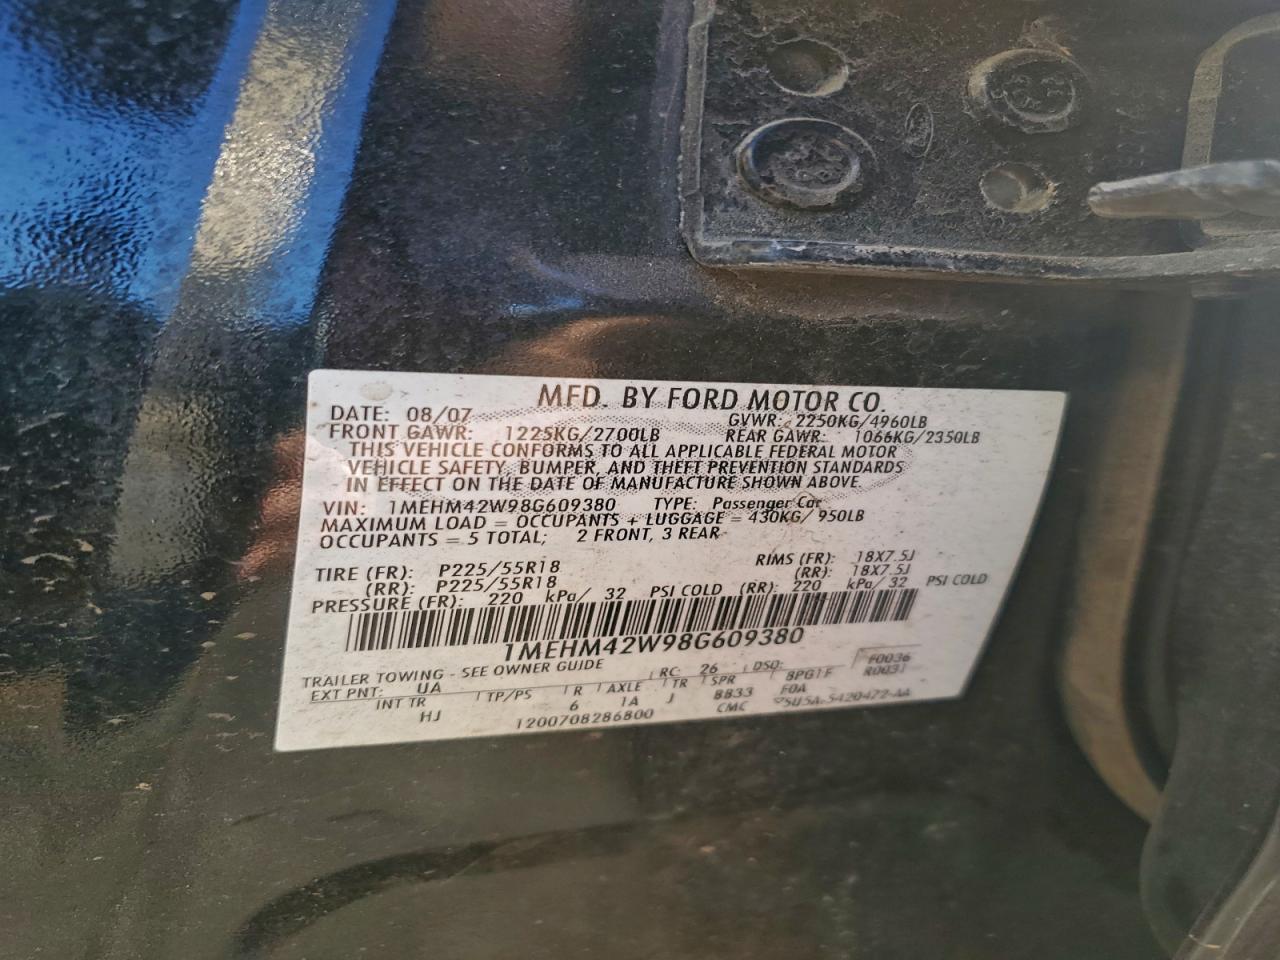 MFD. BY FORD MOTOR CO.
DATE: 08/07 GVWR: 2250KG/4960LB
FRONT GAWR: 1225KG/2700LB REAR GAWR: 1066KG/2350LB
THIS VEHICLE CONFORMS TO ALL APPLICABLE FEDERAL MOTOR
VEHICLE SAFETY, BUMPER, AND THEFT PREVENTION STANDARDS
IN EFFECT ON THE DATE OF MANUFACTURE SHOWN ABOVE.
VIN: 1MEHM42W98G609380 TYPE: Passenger Car
MAXIMUM LOAD = OCCUPANTS + LUGGAGE = 430KG/ 950LB
OCCUPANTS = 5 TOTAL; 2 FRONT, 3 REAR
TIRE (FR): P225/55R18 RIMS (FR): 18X7.5J
(RR): P225/55R18 (RR): 18X7.5J
PRESSURE (FR): 220 kPa/ 32 PSI COLD (RR): 220 kPa/ 32 PSI COLD
1MEHM42W98G609380
TRAILER TOWING - SEE OWNER GUIDE RC: 26 DSO: F0036
EXT PNT: UA 8PG1F R0031
INT TR TP/PS R AXLE TR SPR F0A
HJ 6 1A J BB33
1200708286800 CMC